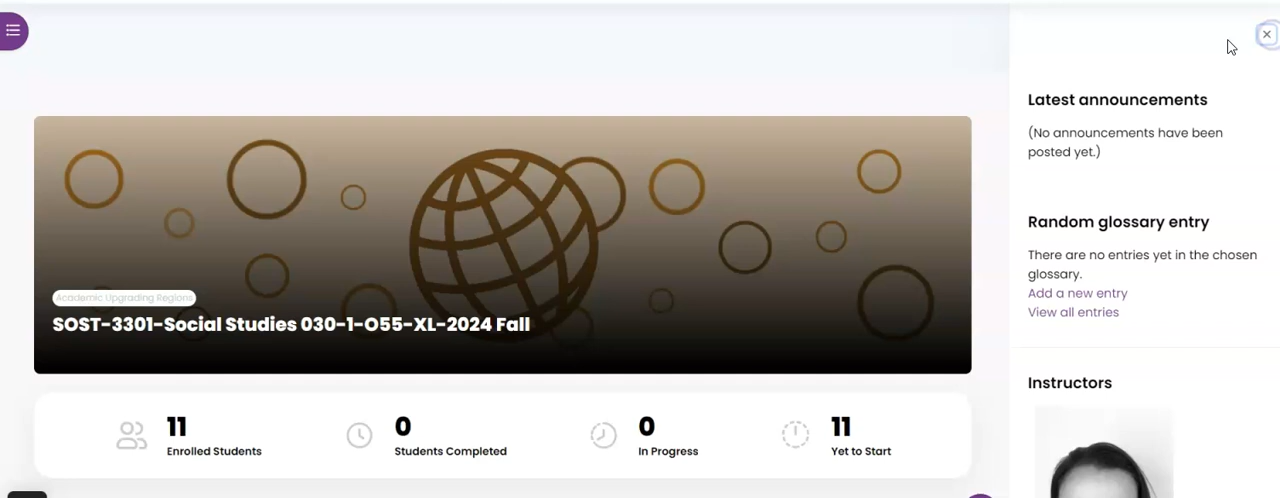 Latest announcements
(No announcements have been
posted yet.)
Random glossary entry
There are no entries yet in the chosen
glossary.
Add a new entry
View all entries
Instructors
Academic Upgrading Regions
SOST-3301-Social Studies 030-1-O55-XL-2024 Fall
11
Enrolled Students
0
Students Completed
0
In Progress
11
Yet to Start